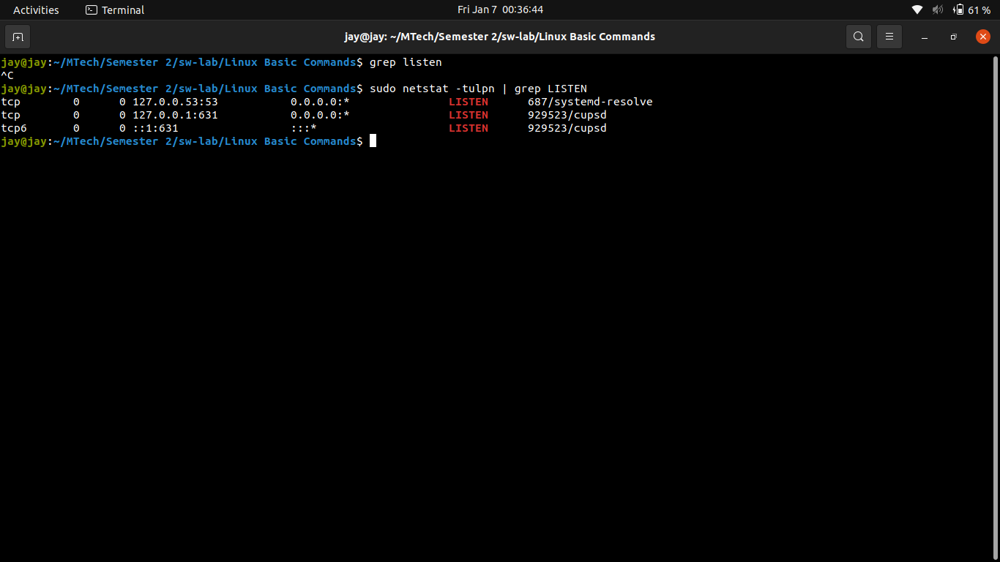 Activities Terminal Fri Jan 7 00:36:44 61 %
jay@jay: ~/MTech/Semester 2/sw-lab/Linux Basic Commands
jay@jay:~/MTech/Semester 2/sw-lab/Linux Basic Commands$ grep listen
^C
jay@jay:~/MTech/Semester 2/sw-lab/Linux Basic Commands$ sudo netstat -tulpn | grep LISTEN
tcp        0      0 127.0.0.53:53           0.0.0.0:*               LISTEN      687/systemd-resolve
tcp        0      0 127.0.0.1:631           0.0.0.0:*               LISTEN      929523/cupsd
tcp6       0      0 ::1:631                 :::*                    LISTEN      929523/cupsd
jay@jay:~/MTech/Semester 2/sw-lab/Linux Basic Commands$